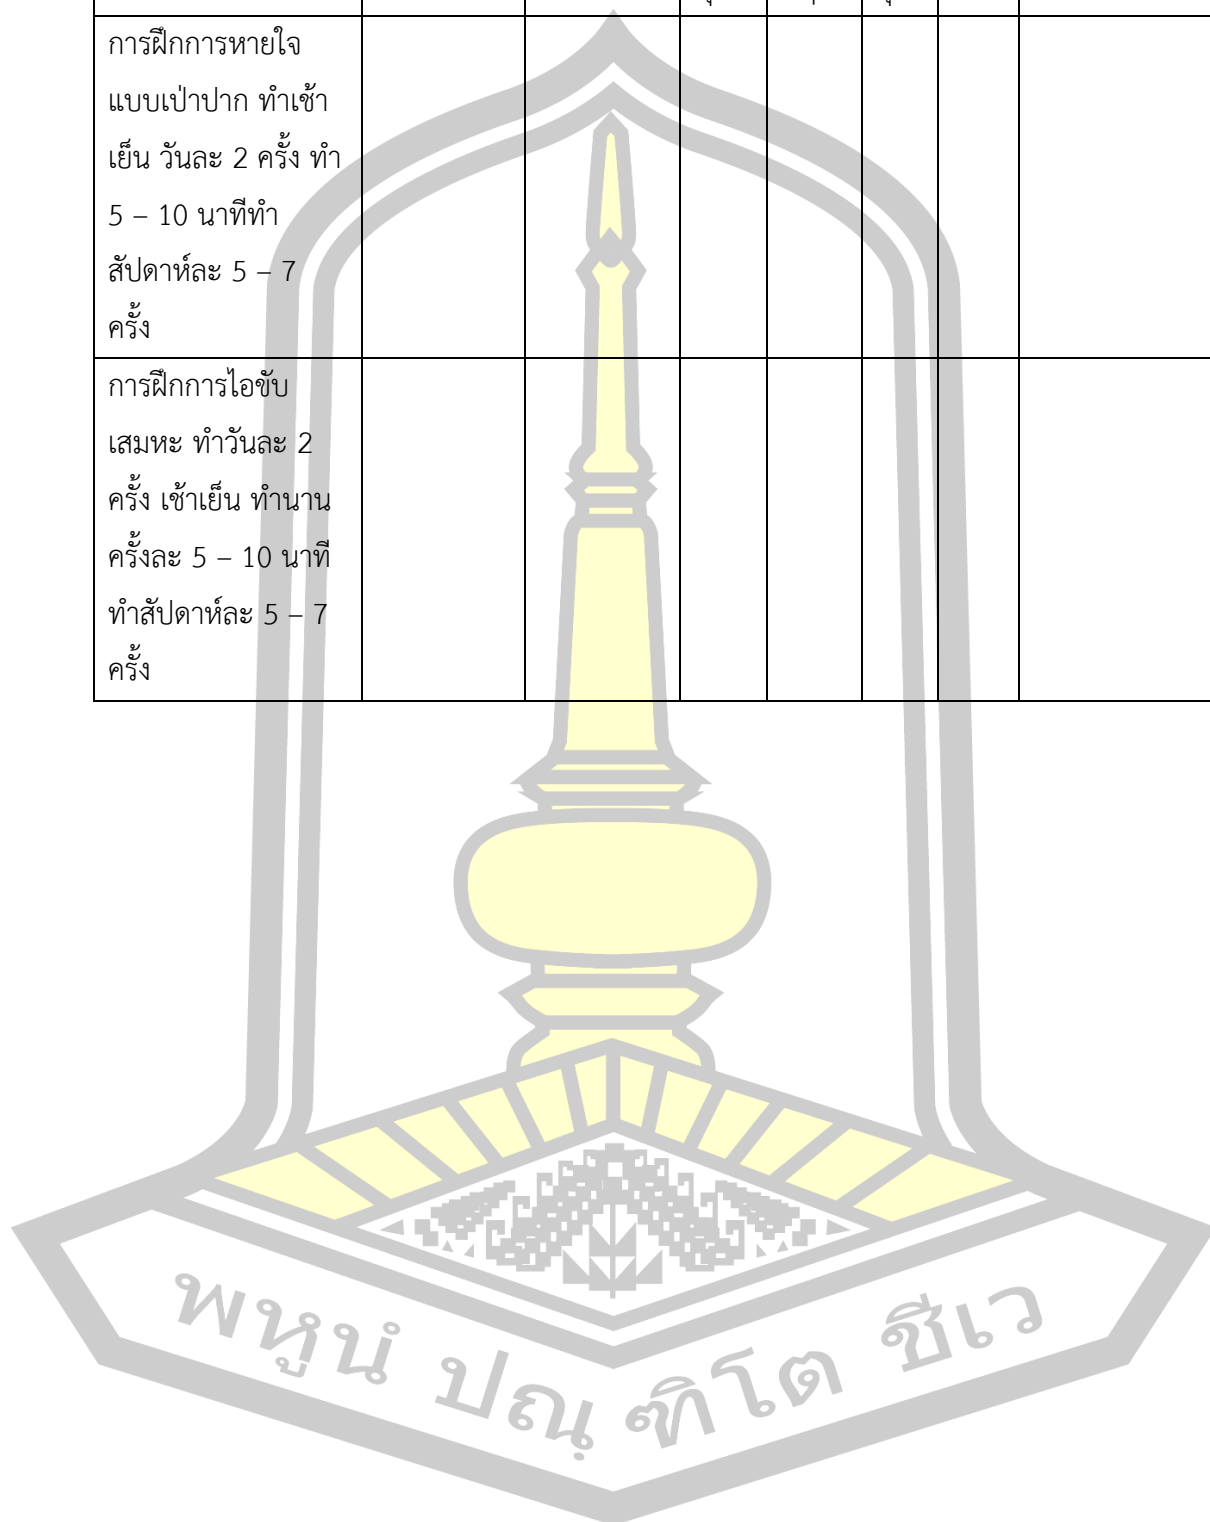 การฝึกการหายใจ
แบบเป่าปาก ทำเช้า
เย็น วันละ 2 ครั้ง ทำ
5 – 10 นาทีทำ
สัปดาห์ละ 5 – 7
ครั้ง
การฝึกการไอขับ
เสมหะ ทำวันละ 2
ครั้ง เช้าเย็น ทำนาน
ครั้งละ 5 – 10 นาที
ทำสัปดาห์ละ 5 – 7
ครั้ง
พหูนํ ปณฺฑิโต ชีเว